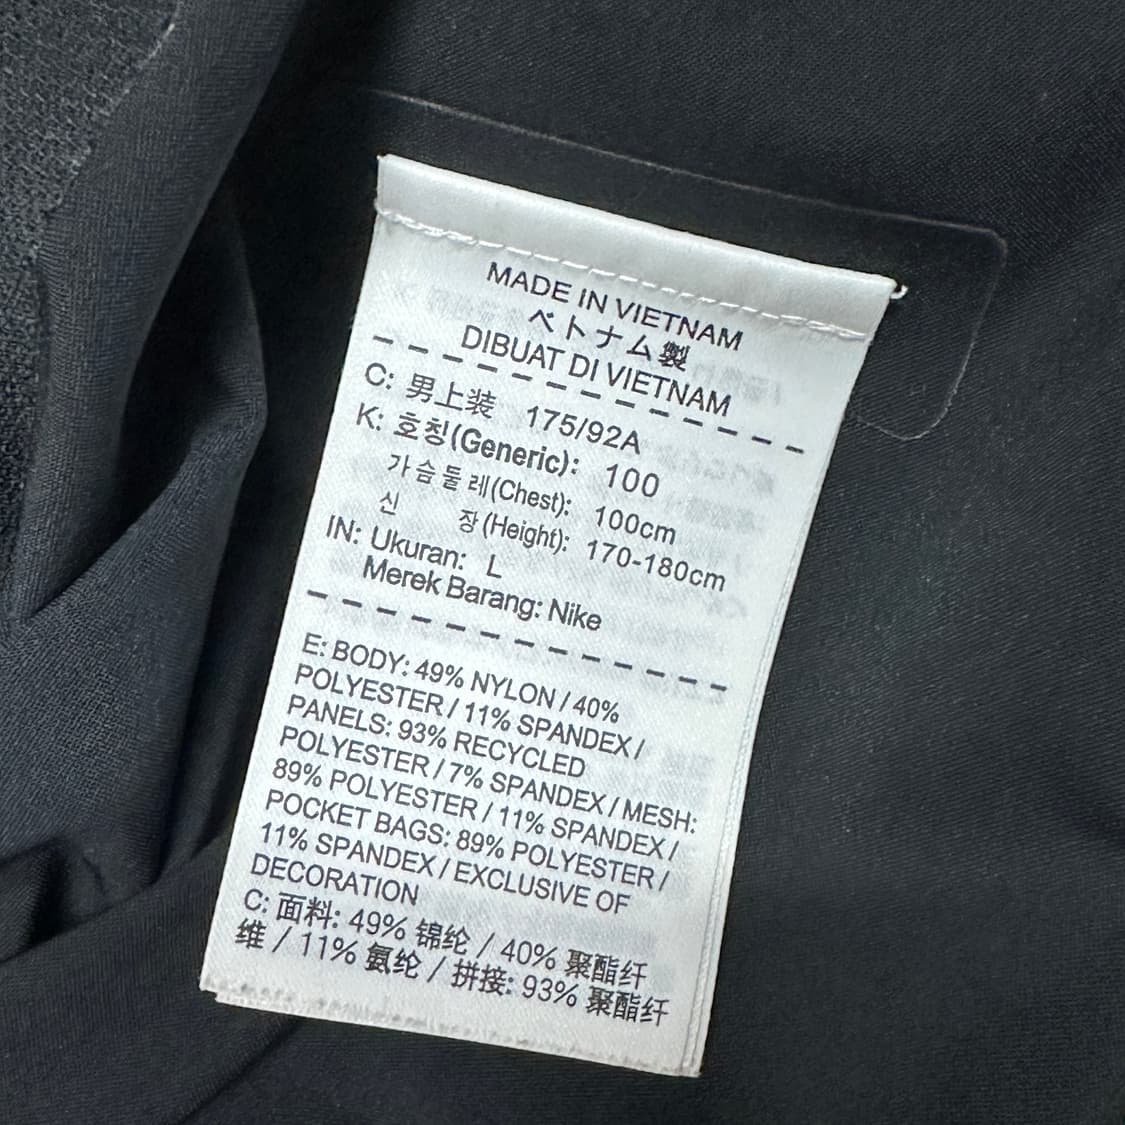 MADE IN VIETNAM
ベトナム製
DIBUAT DI VIETNAM
C: 男上装 175/92A
K: 호칭(Generic): 100
가슴둘레(Chest): 100cm
신 장(Height): 170-180cm
IN: Ukuran: L
Merek Barang: Nike
E: BODY: 49% NYLON / 40%
POLYESTER / 11% SPANDEX /
PANELS: 93% RECYCLED
POLYESTER / 7% SPANDEX / MESH:
89% POLYESTER / 11% SPANDEX /
POCKET BAGS: 89% POLYESTER /
11% SPANDEX / EXCLUSIVE OF
DECORATION
C: 面料: 49% 锦纶 / 40% 聚酯纤
维 / 11% 氨纶 / 拼接: 93% 聚酯纤